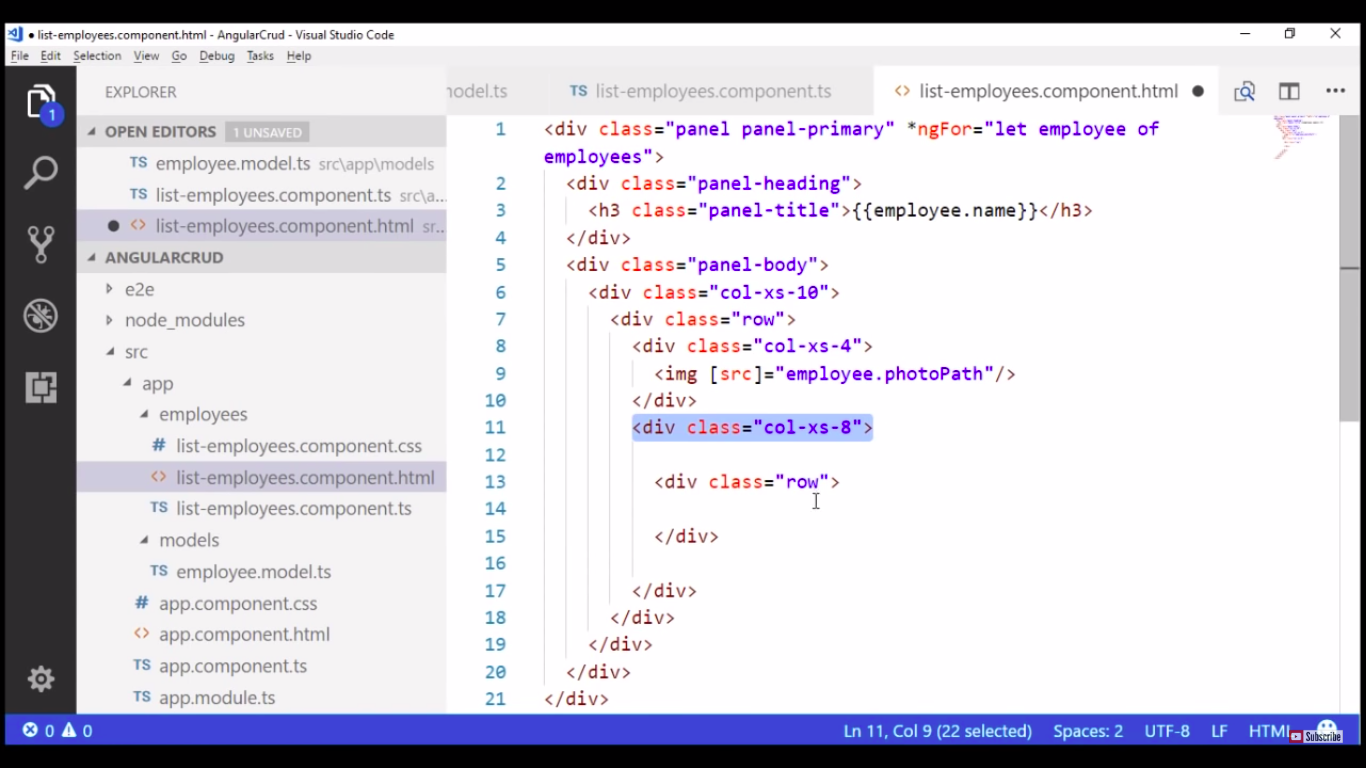 list-employees.component.html - AngularCrud - Visual Studio Code
File Edit Selection View Go Debug Tasks Help
EXPLORER
OPEN EDITORS 1 UNSAVED
TS employee.model.ts src\app\models
TS list-employees.component.ts src\a...
<> list-employees.component.html sr...
ANGULARCRUD
e2e
node_modules
src
app
employees
# list-employees.component.css
<> list-employees.component.html
TS list-employees.component.ts
models
TS employee.model.ts
# app.component.css
<> app.component.html
TS app.component.ts
TS app.module.ts
1
nodel.ts TS list-employees.component.ts <> list-employees.component.html
1 <div class="panel panel-primary" *ngFor="let employee of
employees">
2 <div class="panel-heading">
3 <h3 class="panel-title">{{employee.name}}</h3>
4 </div>
5 <div class="panel-body">
6 <div class="col-xs-10">
7 <div class="row">
8 <div class="col-xs-4">
9 <img [src]="employee.photoPath"/>
10 </div>
11 <div class="col-xs-8">
12
13 <div class="row">
14
15 </div>
16
17 </div>
18 </div>
19 </div>
20 </div>
21 </div>
0 0 Ln 11, Col 9 (22 selected) Spaces: 2 UTF-8 LF HTML
Subscribe